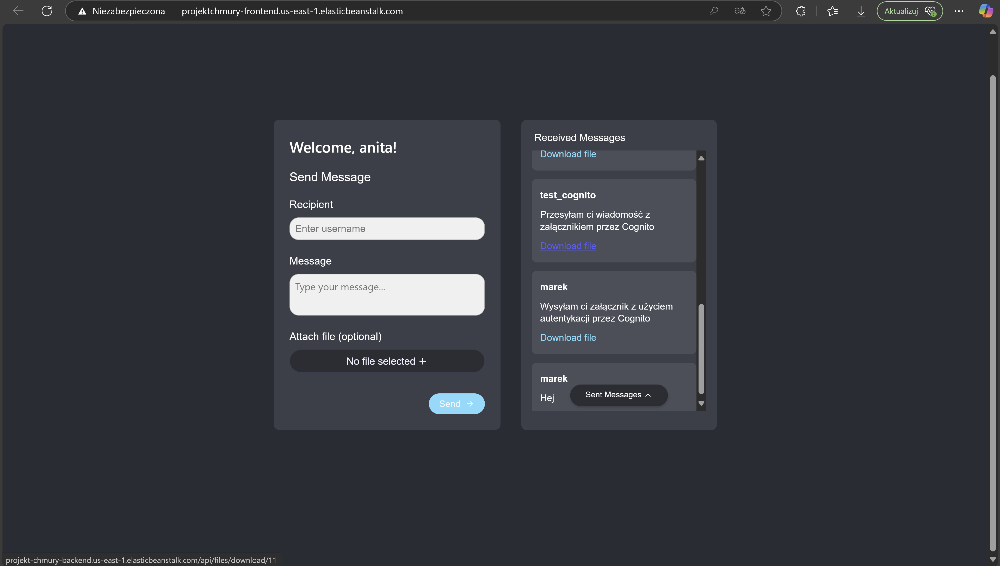 Niezabezpieczona
projektchmury-frontend.us-east-1.elasticbeanstalk.com
aあ
Aktualizuj
Welcome, anita!
Send Message
Recipient
Enter username
Message
Type your message...
Attach file (optional)
No file selected +
Send →
Received Messages
Download file
test_cognito
Przesyłam ci wiadomość z
załącznikiem przez Cognito
Download file
marek
Wysyłam ci załącznik z użyciem
autentykacji przez Cognito
Download file
marek
Hej
Sent Messages
projekt-chmury-backend.us-east-1.elasticbeanstalk.com/api/files/download/11